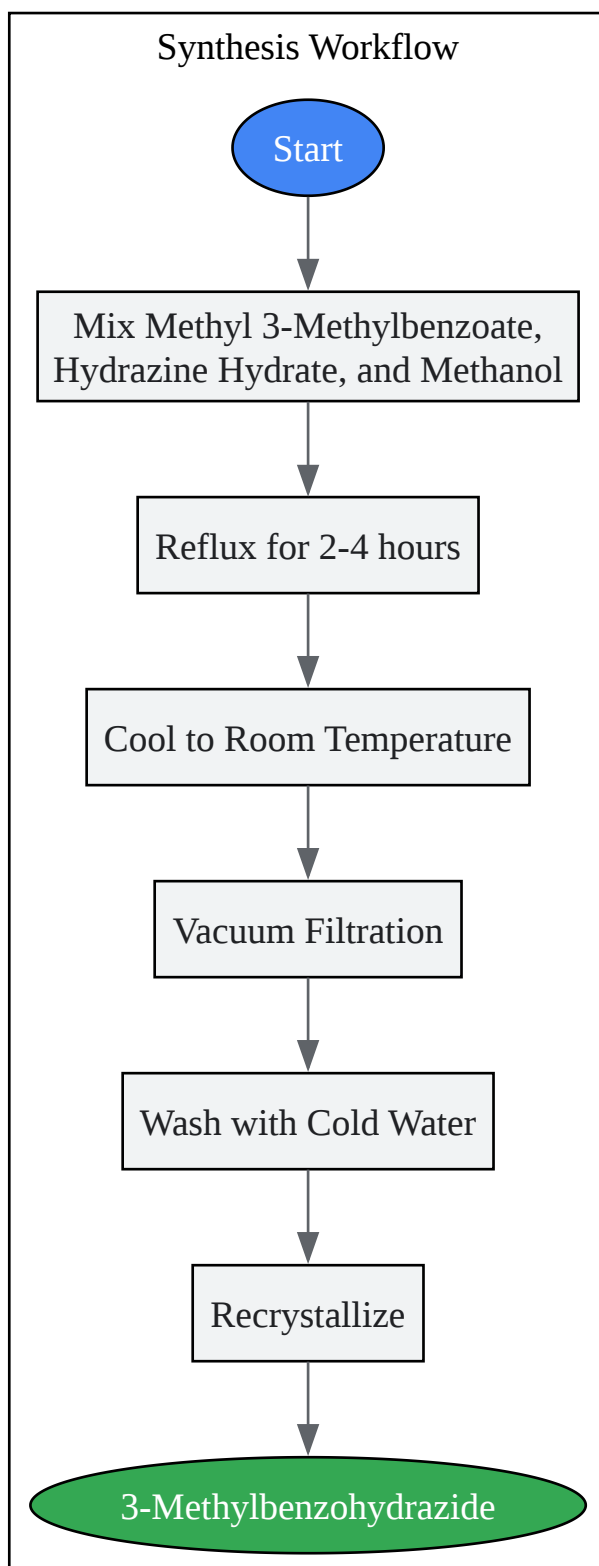 Synthesis Workflow
Start
Mix Methyl 3-Methylbenzoate,
Hydrazine Hydrate, and Methanol
Reflux for 2-4 hours
Cool to Room Temperature
Vacuum Filtration
Wash with Cold Water
Recrystallize
3-Methylbenzohydrazide